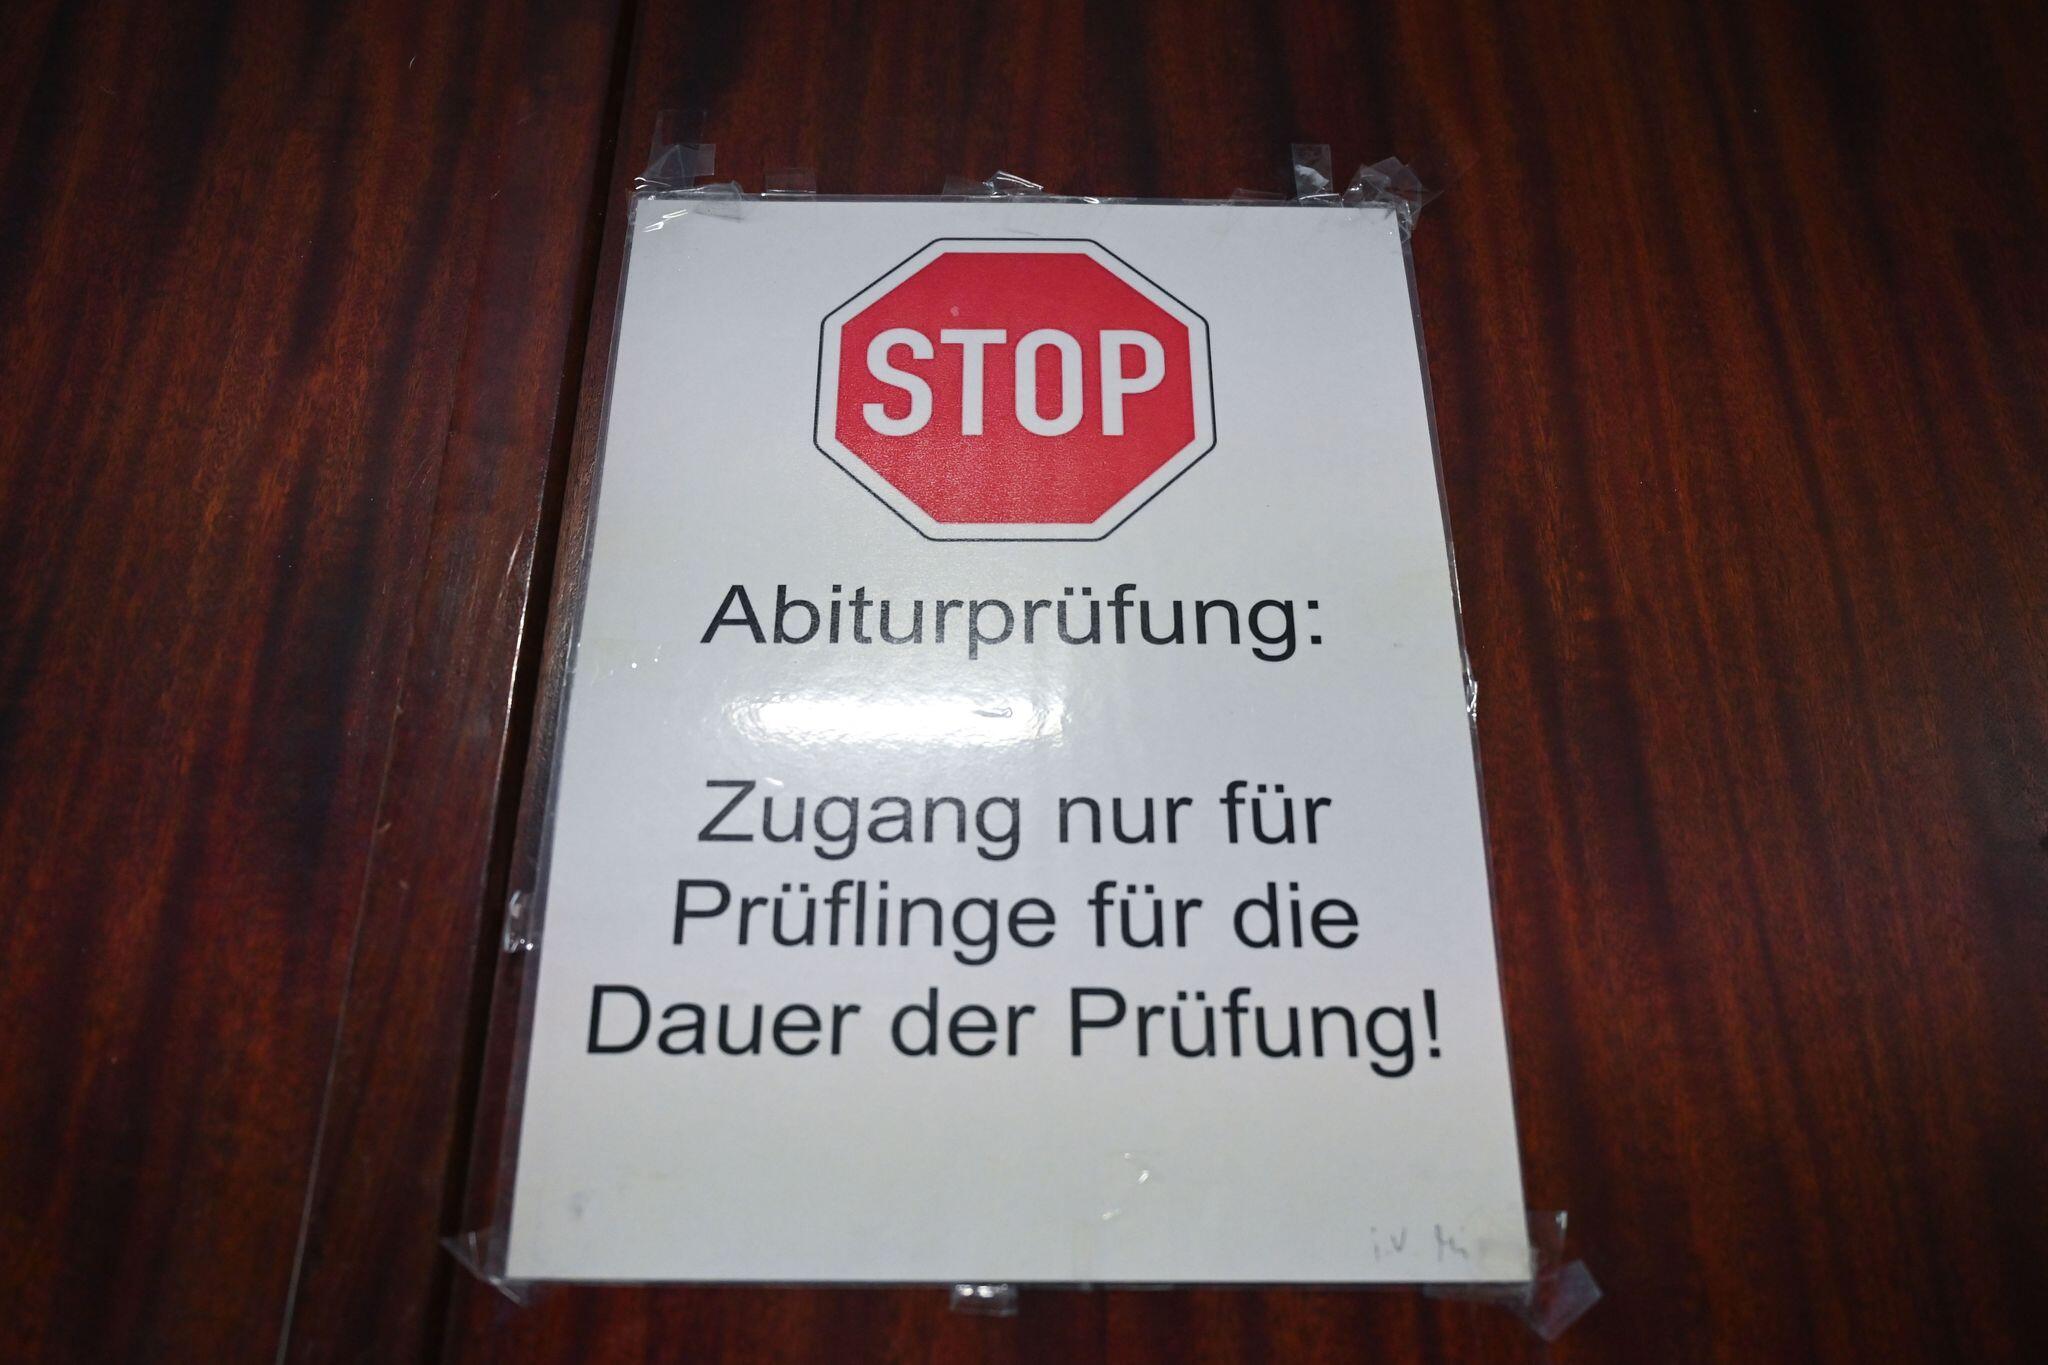 STOP
Abiturprüfung:
Zugang nur für
Prüflinge für die
Dauer der Prüfung!
i.V.